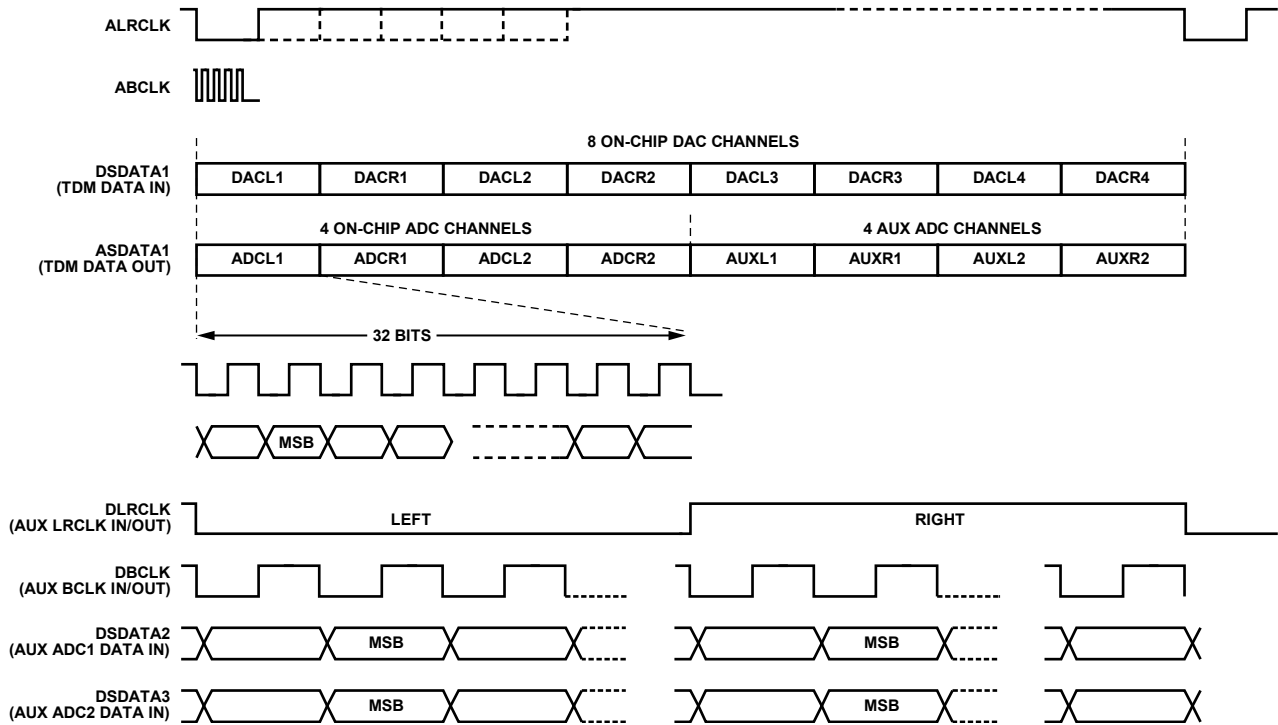 ALRCLK
ABCLK
8 ON-CHIP DAC CHANNELS
DSDATA1
(TDM DATA IN)
DACL1 DACR1 DACL2 DACR2 DACL3 DACR3 DACL4 DACR4
4 ON-CHIP ADC CHANNELS 4 AUX ADC CHANNELS
ASDATA1
(TDM DATA OUT)
ADCL1 ADCR1 ADCL2 ADCR2 AUXL1 AUXR1 AUXL2 AUXR2
32 BITS
MSB
DLRCLK
(AUX LRCLK IN/OUT)
LEFT RIGHT
DBCLK
(AUX BCLK IN/OUT)
DSDATA2
(AUX ADC1 DATA IN)
MSB MSB
DSDATA3
(AUX ADC2 DATA IN)
MSB MSB